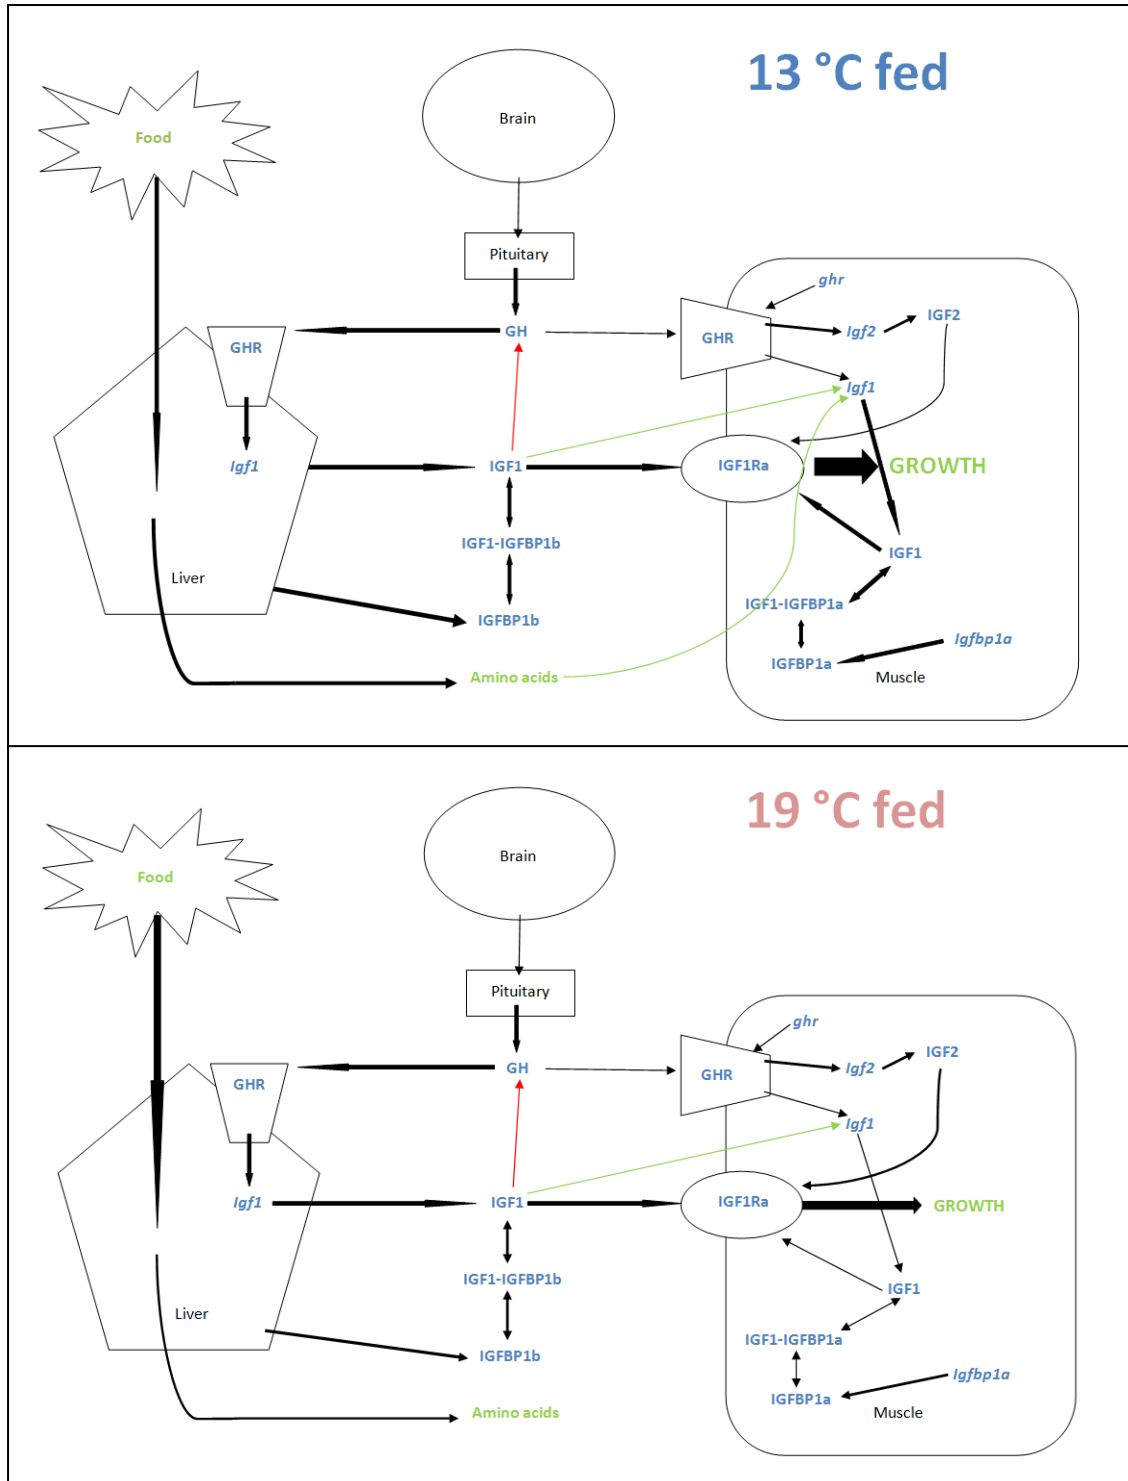 13 °C fed
Food
Brain
Pituitary
ghr
GHR
GH
GHR
Igf2
IGF2
Igf1
Igf1
IGF1
IGF1Ra
GROWTH
IGF1-IGFBP1b
IGF1
Liver
IGFBP1b
IGF1-IGFBP1a
Igfbp1a
IGFBP1a
Amino acids
Muscle
19 °C fed
Food
Brain
Pituitary
ghr
GHR
GH
GHR
Igf2
IGF2
Igf1
Igf1
IGF1
IGF1Ra
GROWTH
IGF1-IGFBP1b
IGF1
Liver
IGFBP1b
IGF1-IGFBP1a
Igfbp1a
IGFBP1a
Amino acids
Muscle